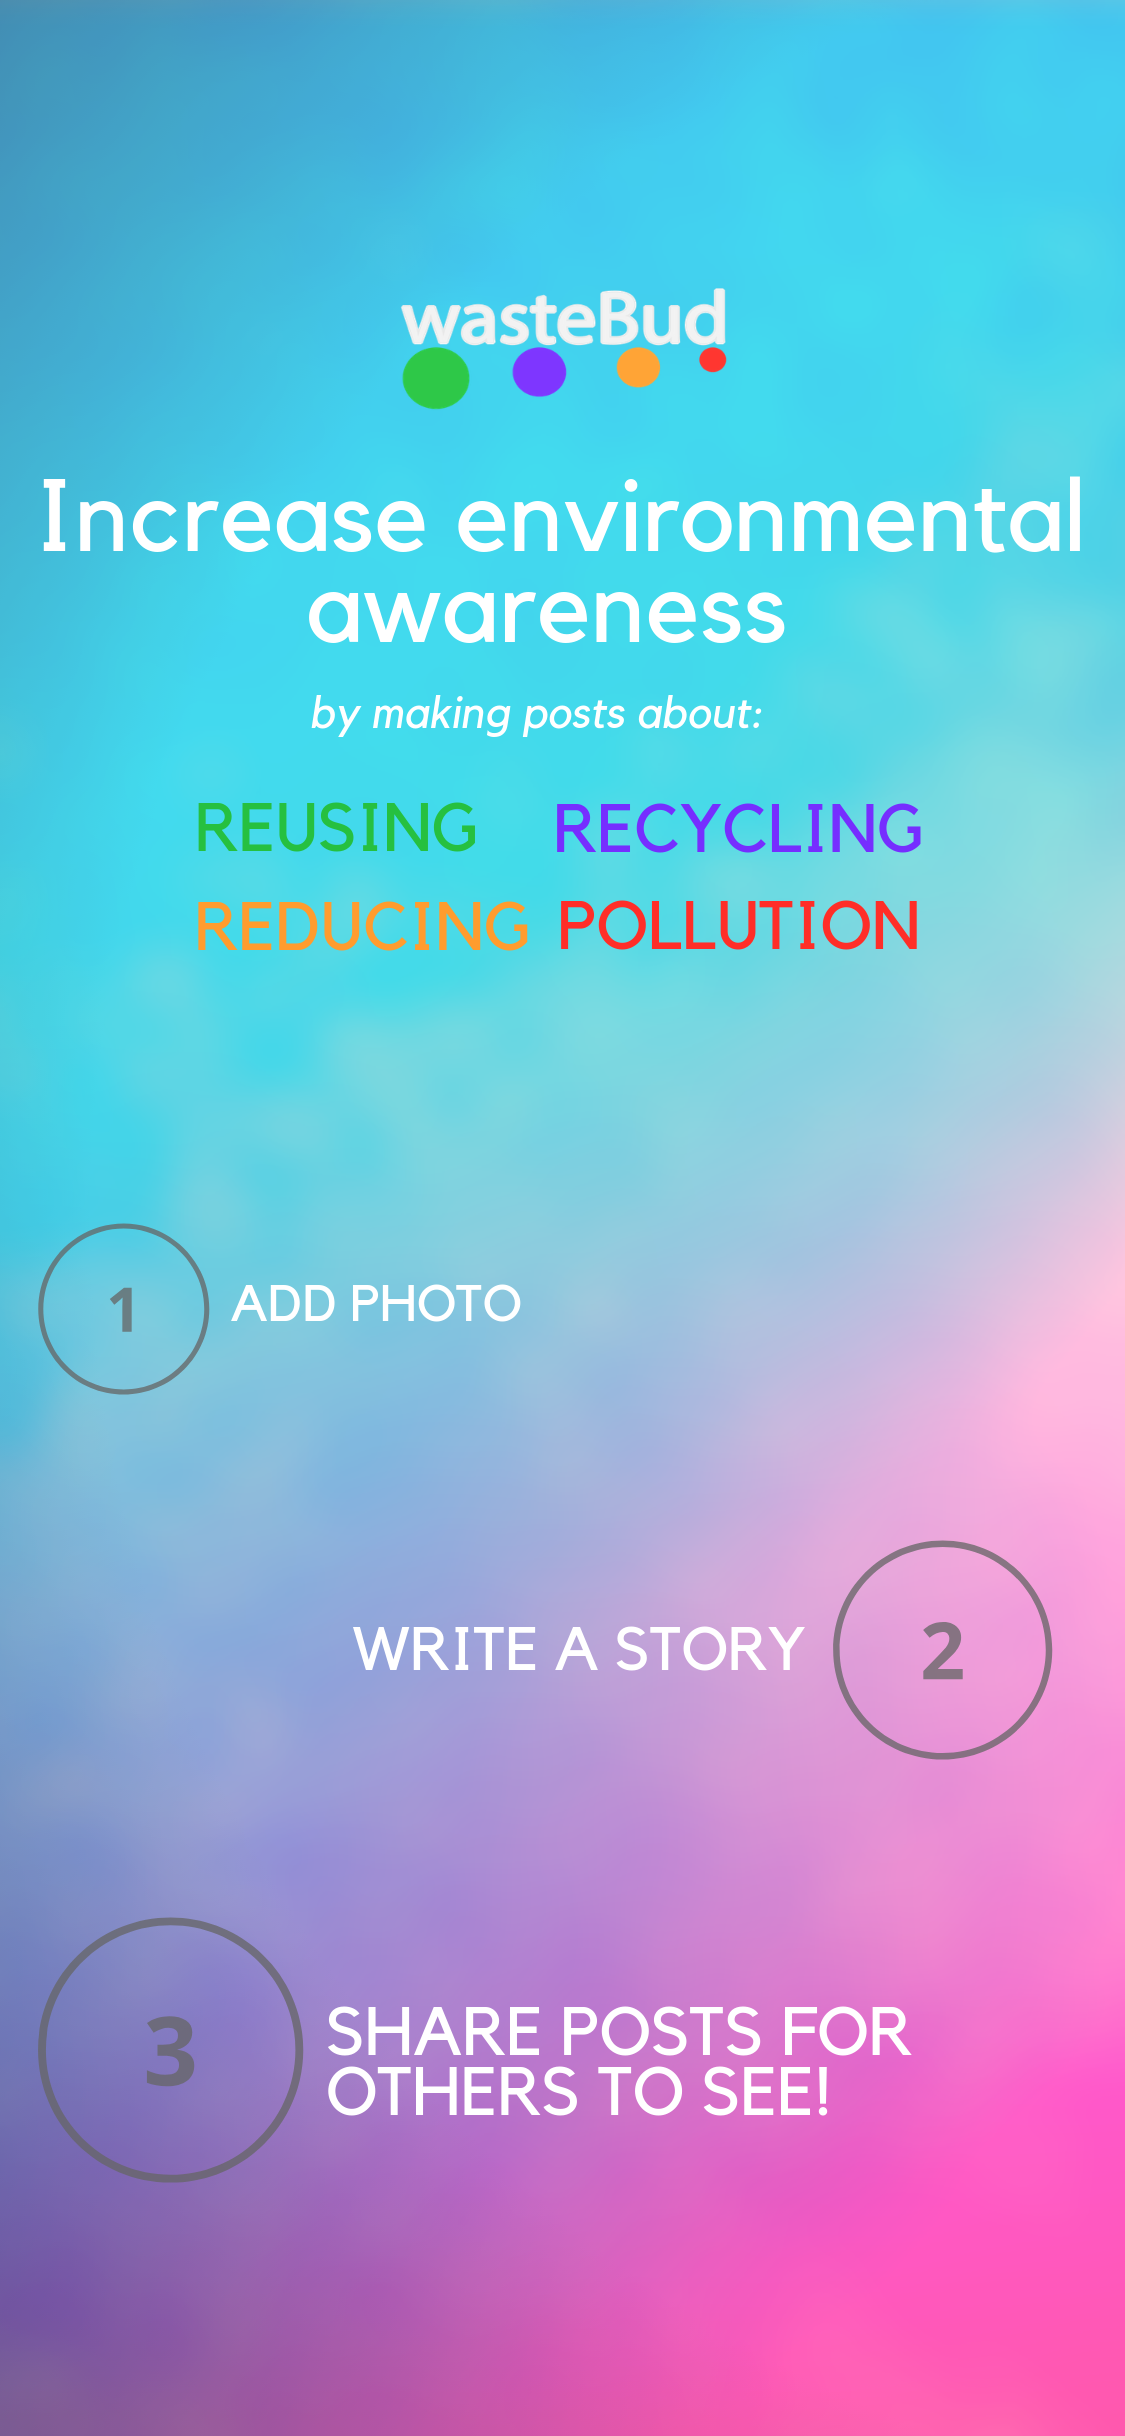 wasteBud
Increase environmental
awareness
by making posts about:
REUSING RECYCLING
REDUCING POLLUTION
1 ADD PHOTO
WRITE A STORY 2
3 SHARE POSTS FOR
OTHERS TO SEE!